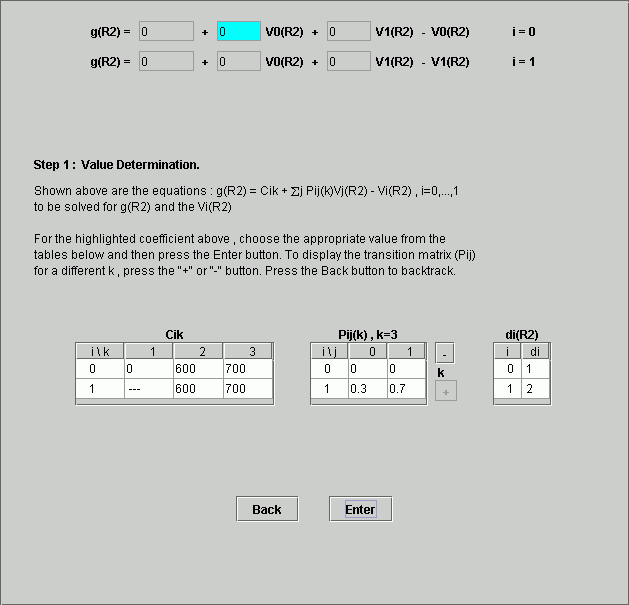 g(R2) = 0 + 0 V0(R2) + 0 V1(R2) - V0(R2) i = 0
g(R2) = 0 + 0 V0(R2) + 0 V1(R2) - V1(R2) i = 1
Step 1 : Value Determination.
Shown above are the equations : g(R2) = Cik + Σj Pij(k)Vj(R2) - Vi(R2) , i=0,...,1
to be solved for g(R2) and the Vi(R2)
For the highlighted coefficient above , choose the appropriate value from the
tables below and then press the Enter button. To display the transition matrix (Pij)
for a different k , press the "+" or "-" button. Press the Back button to backtrack.
Cik Pij(k) , k=3 di(R2)
i \ k 1 2 3 i \ j 0 1 - i di
0 0 600 700 0 0 0 k 0 1
1 --- 600 700 1 0.3 0.7 + 1 2
Back Enter